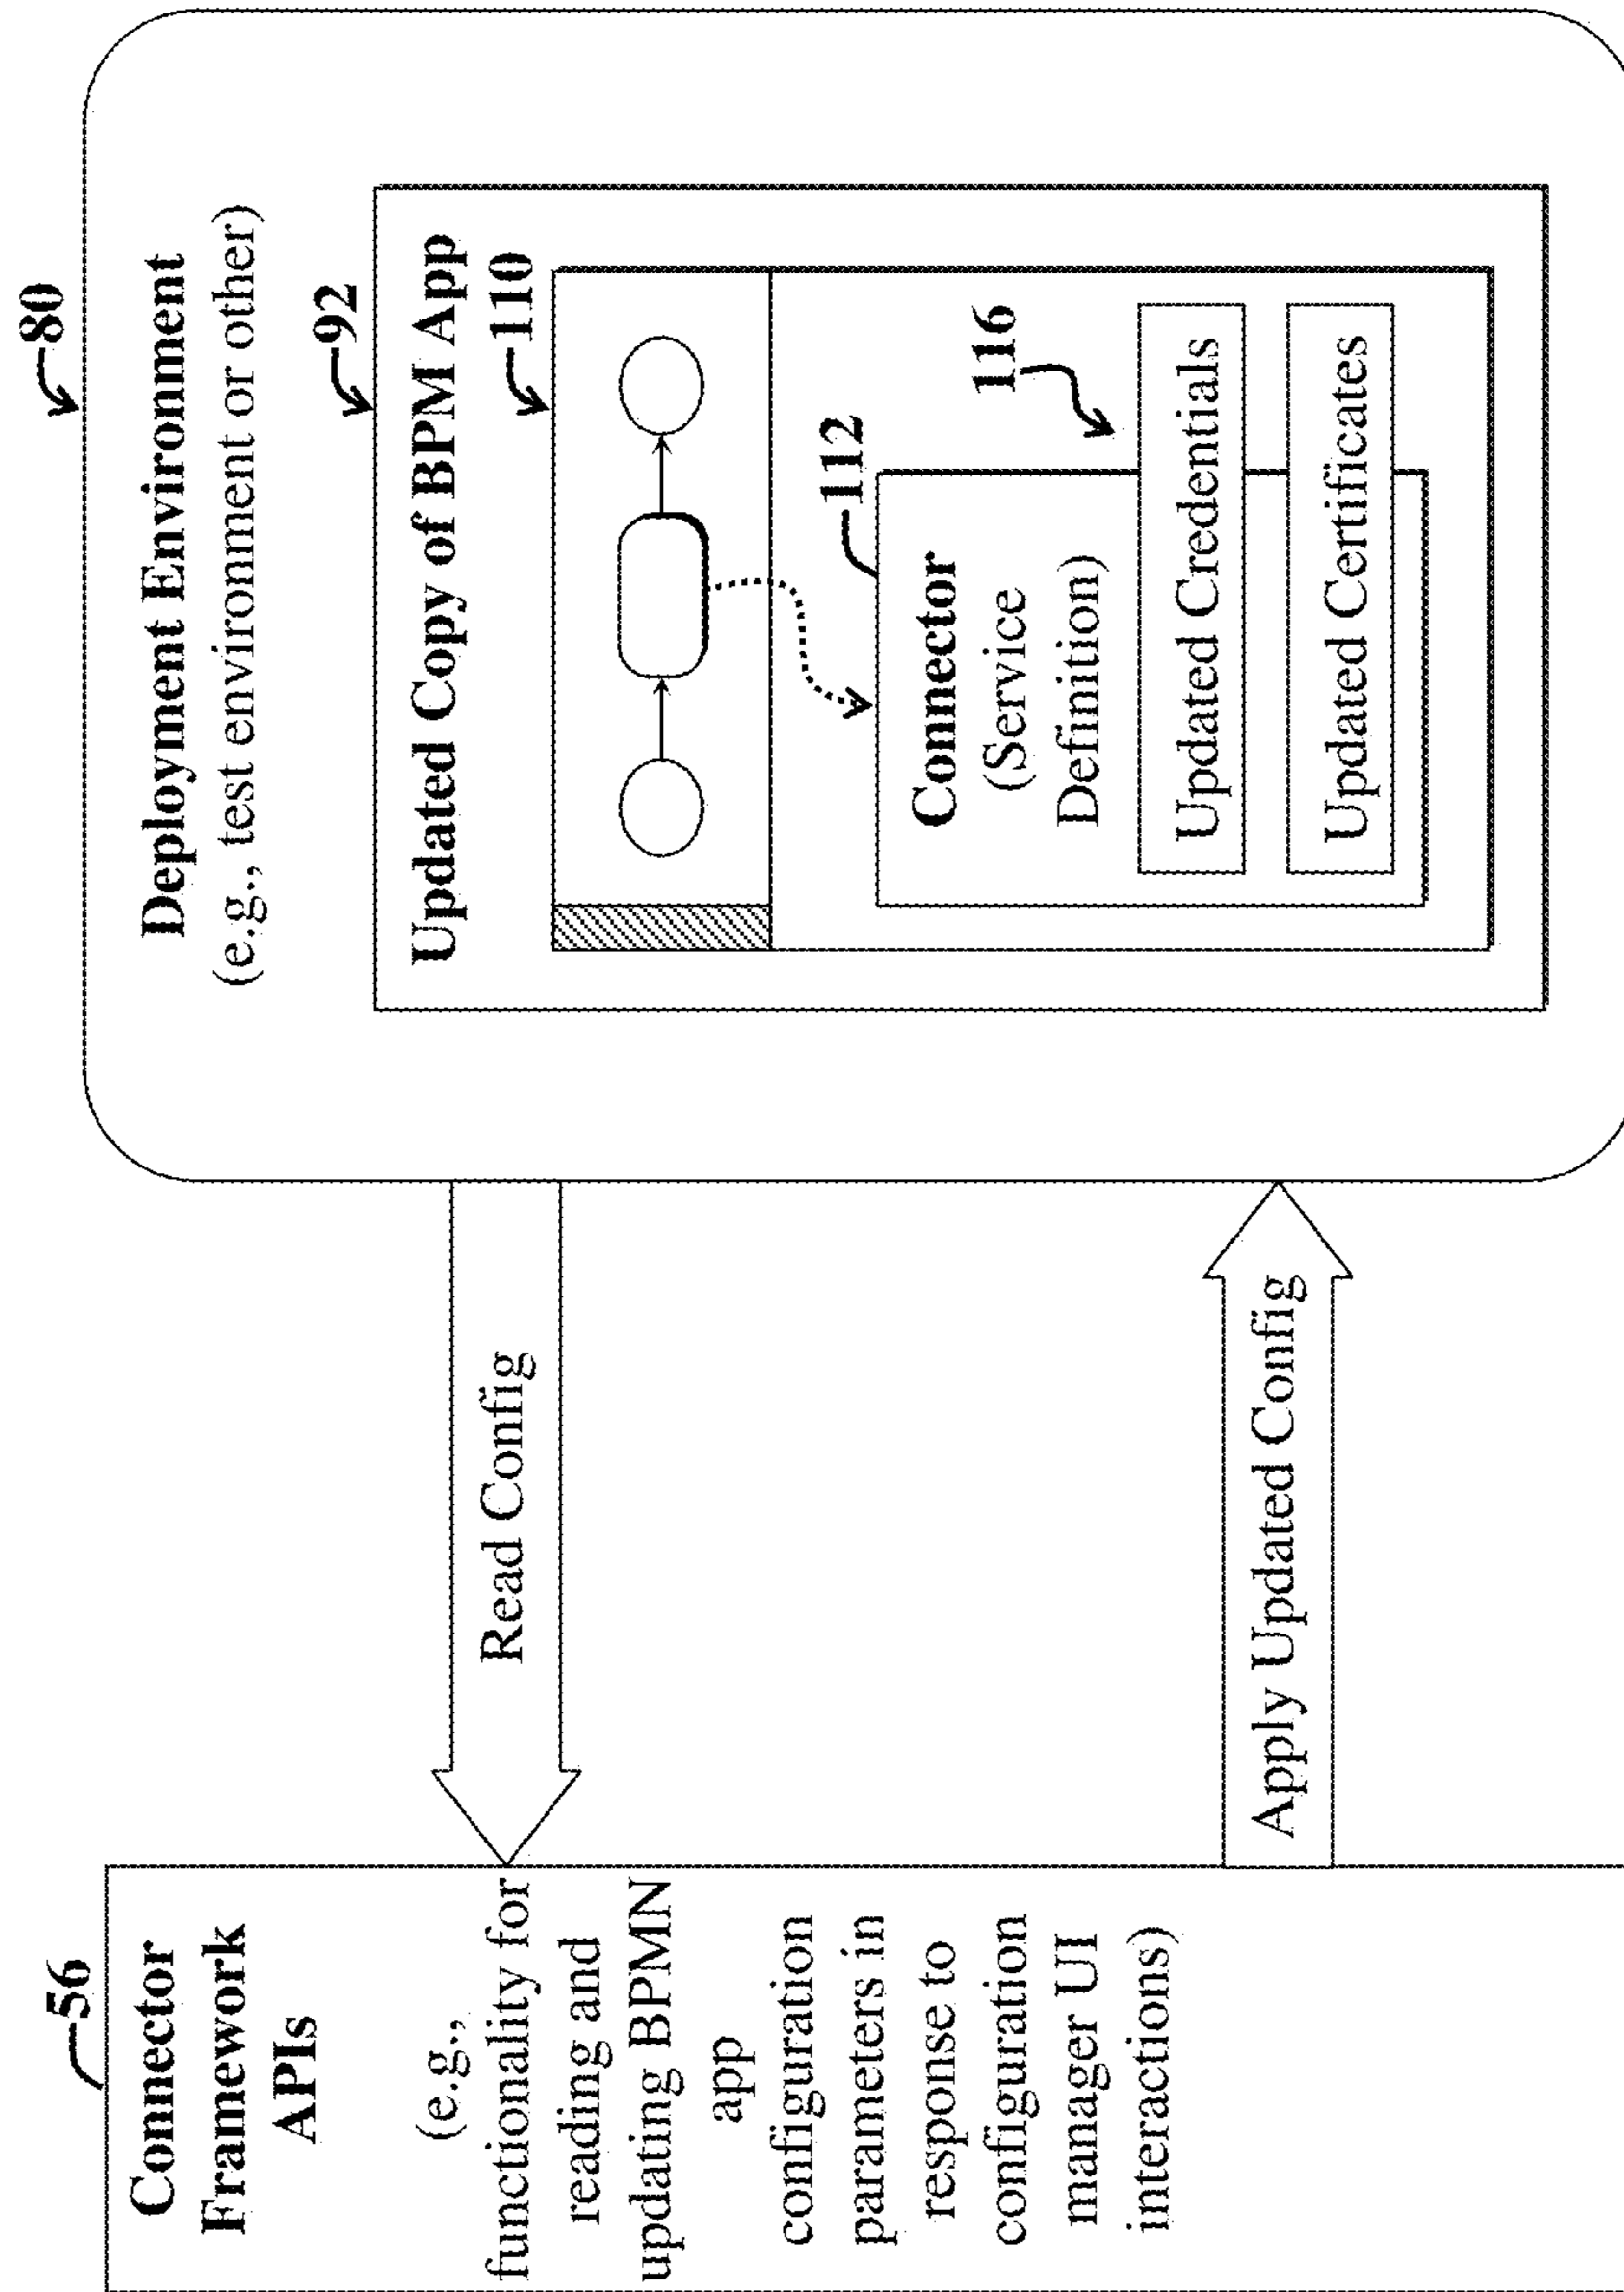 56
Connector
Framework
APIs
(e.g.,
functionality for
reading and
updating BPMN
app
configuration
parameters in
response to
configuration
manager UI
interactions)
Read Config
Apply Updated Config
80
Deployment Environment
(e.g., test environment or other)
92
Updated Copy of BPM App
110
112
Connector
(Service
Definition)
116
Updated Credentials
Updated Certificates